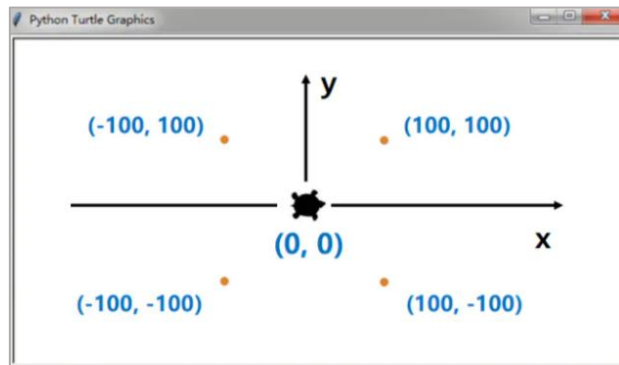 Python Turtle Graphics
y
(-100, 100)
(100, 100)
x
(0, 0)
(-100, -100)
(100, -100)